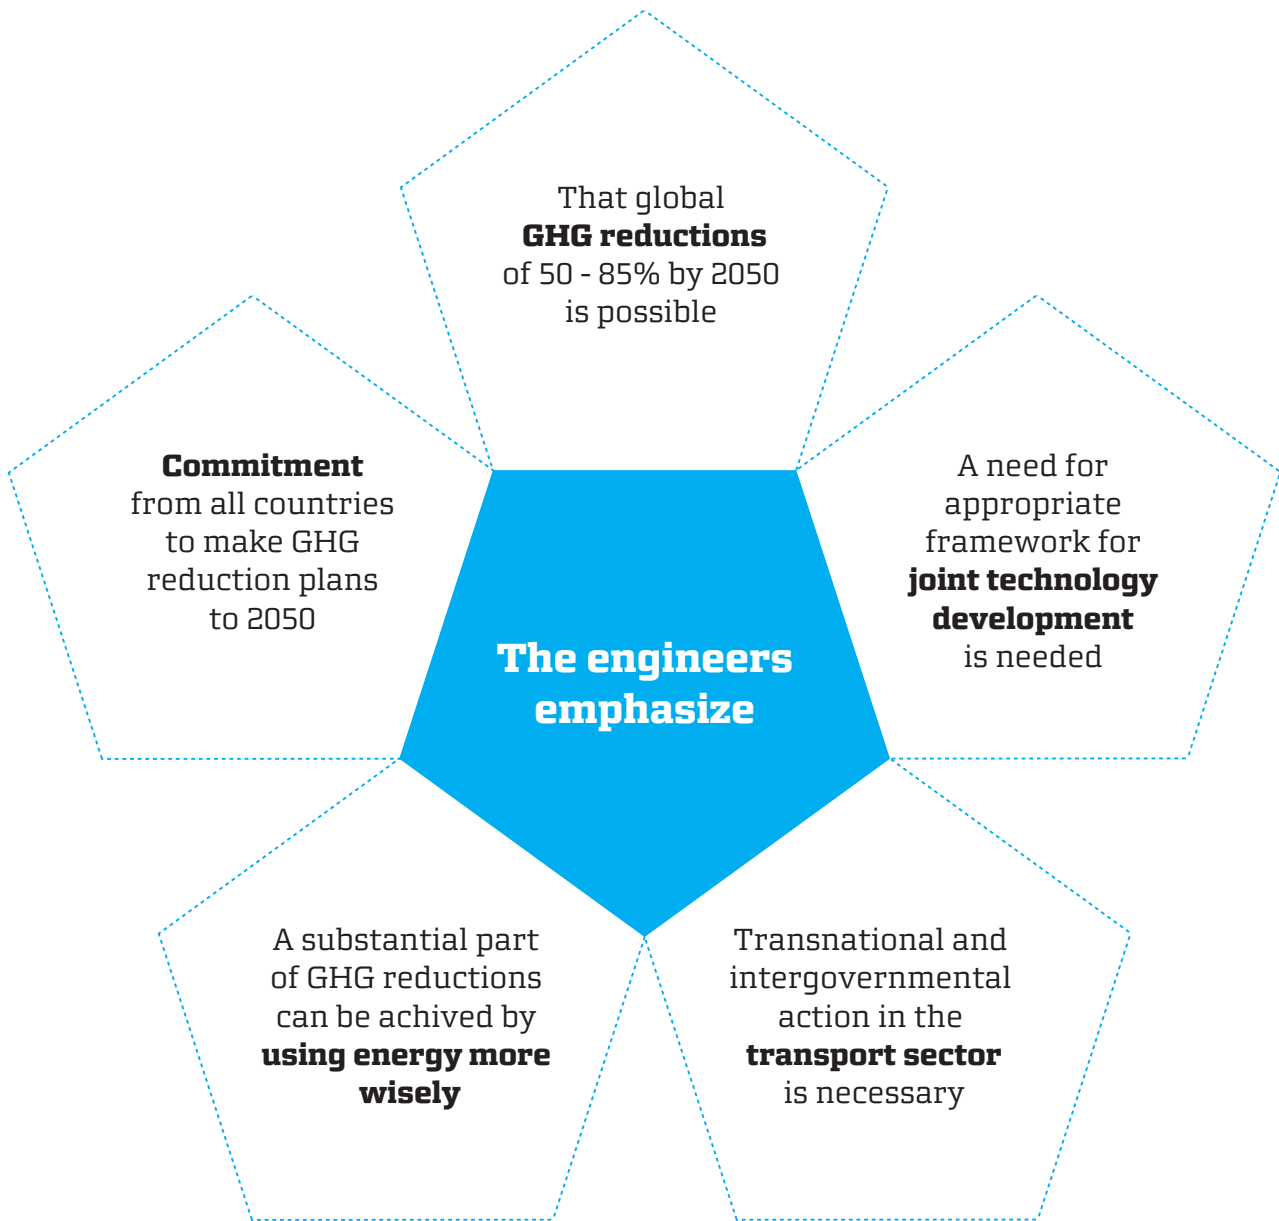 That global
GHG reductions
of 50 - 85% by 2050
is possible
Commitment
from all countries
to make GHG
reduction plans
to 2050
A need for
appropriate
framework for
joint technology
development
is needed
The engineers
emphasize
A substantial part
of GHG reductions
can be achived by
using energy more
wisely
Transnational and
intergovernmental
action in the
transport sector
is necessary